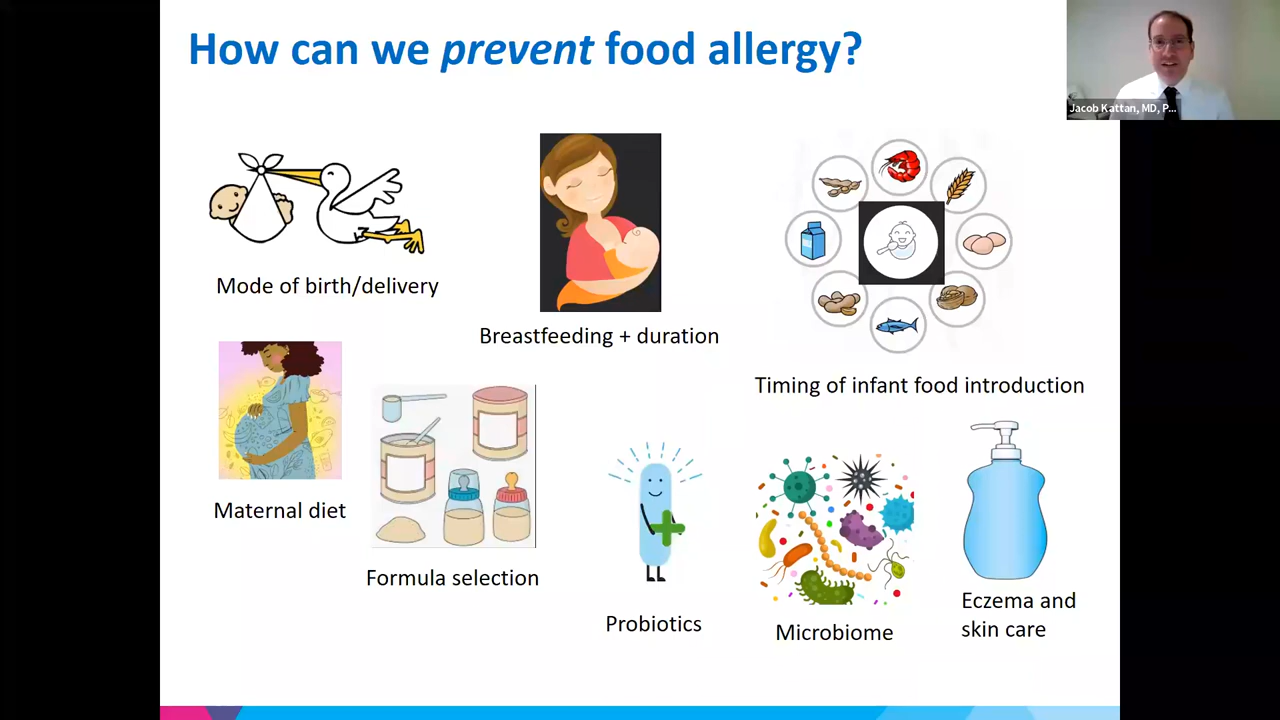 How can we prevent food allergy?
Jacob Kattan, MD, P...
Mode of birth/delivery
Breastfeeding + duration
Timing of infant food introduction
Maternal diet
Formula selection
Probiotics
Microbiome
Eczema and
skin care